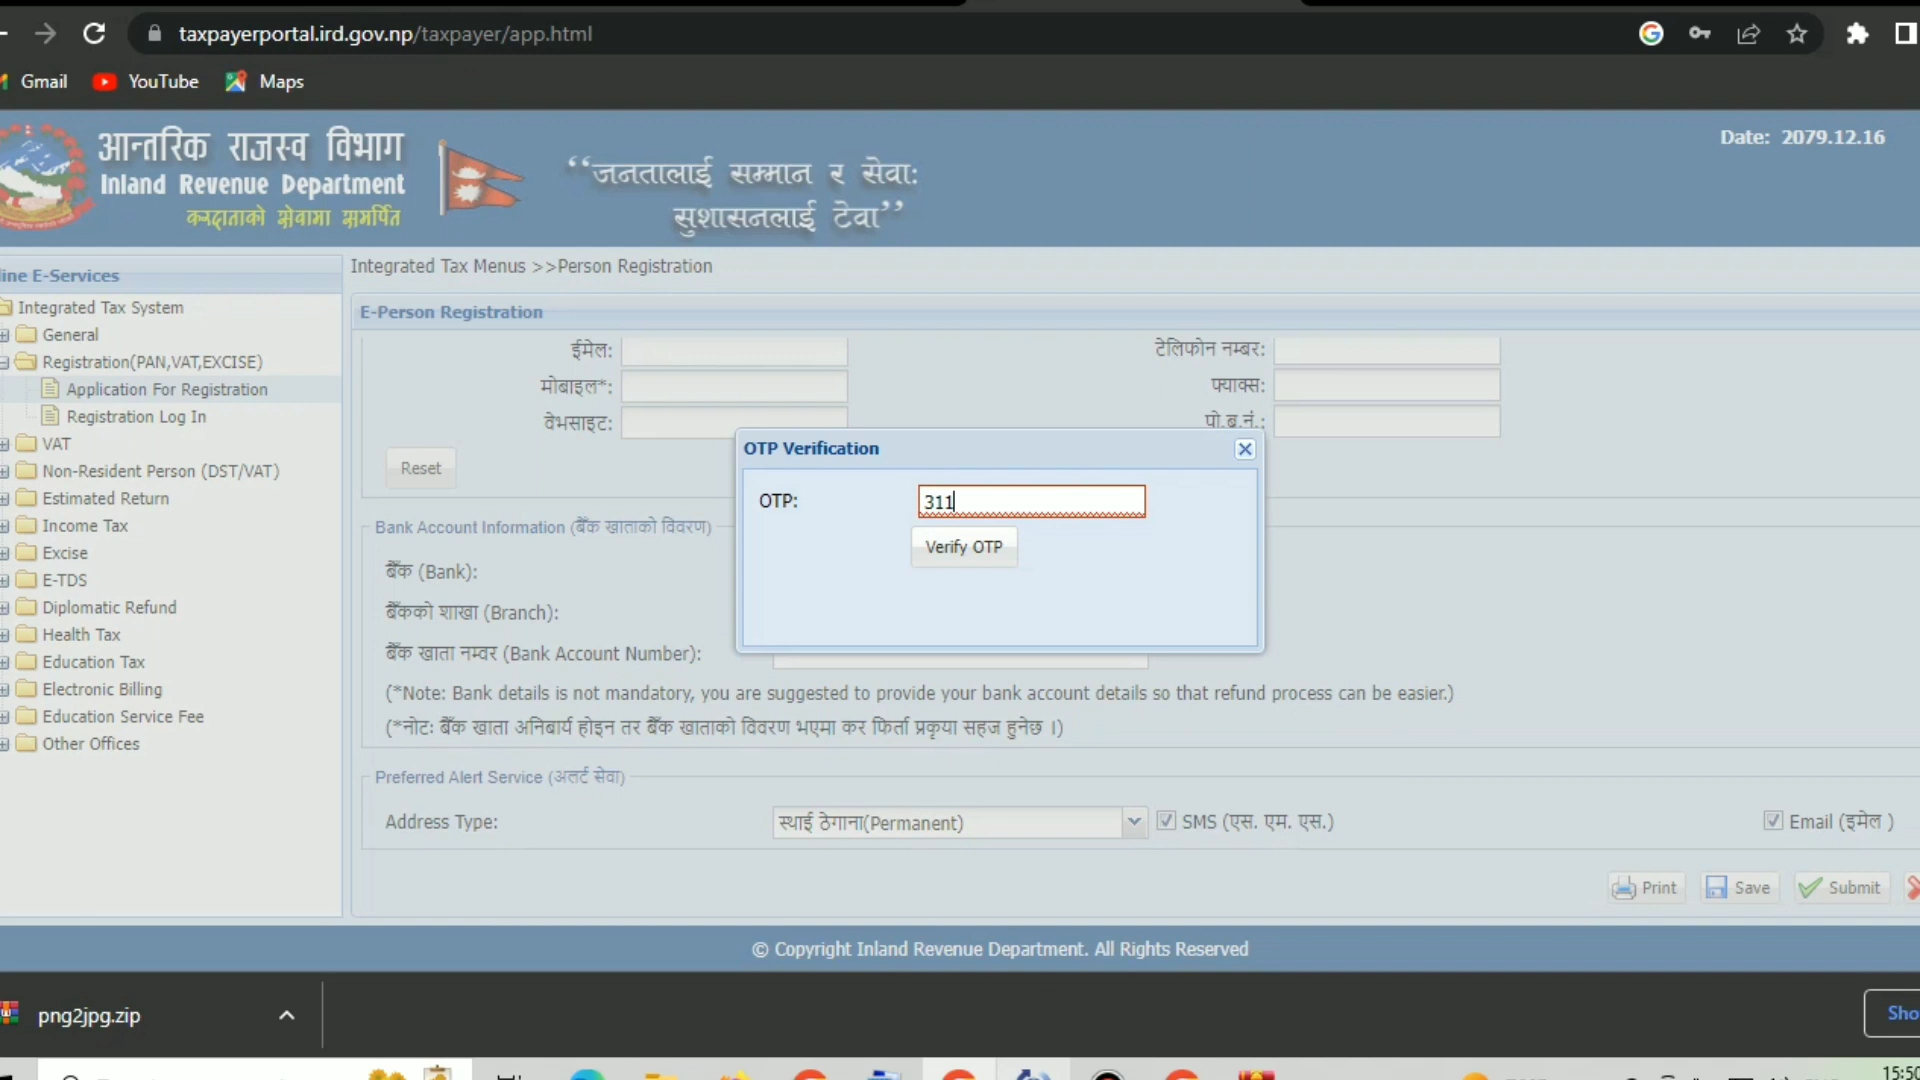 taxpayerportal.ird.gov.np/taxpayer/app.html
Gmail YouTube Maps
आन्तरिक राजस्व विभाग
Inland Revenue Department
करदाताको सेवामा समर्पित
“जनतालाई सम्मान र सेवा:
सुशासनलाई टेवा”
Date: 2079.12.16
line E-Services
Integrated Tax System
General
Registration(PAN,VAT,EXCISE)
Application For Registration
Registration Log In
VAT
Non-Resident Person (DST/VAT)
Estimated Return
Income Tax
Excise
E-TDS
Diplomatic Refund
Health Tax
Education Tax
Electronic Billing
Education Service Fee
Other Offices
Integrated Tax Menus >>Person Registration
E-Person Registration
ईमेल: टेलिफोन नम्बर:
मोबाइल*: फ्याक्स:
वेभसाइट: पो.ब.नं.:
Reset
OTP Verification
OTP: 311
Verify OTP
Bank Account Information (बैँक खाताको विवरण)
बैँक (Bank):
बैँकको शाखा (Branch):
बैँक खाता नम्वर (Bank Account Number):
(*Note: Bank details is not mandatory, you are suggested to provide your bank account details so that refund process can be easier.)
(*नोट: बैँक खाता अनिबार्य होइन तर बैँक खाताको विवरण भएमा कर फिर्ता प्रकृया सहज हुनेछ ।)
Preferred Alert Service (अलर्ट सेवा)
Address Type: स्थाई ठेगाना(Permanent) SMS (एस. एम. एस.) Email (इमेल )
Print Save Submit
© Copyright Inland Revenue Department. All Rights Reserved
png2jpg.zip
Sho
15:50